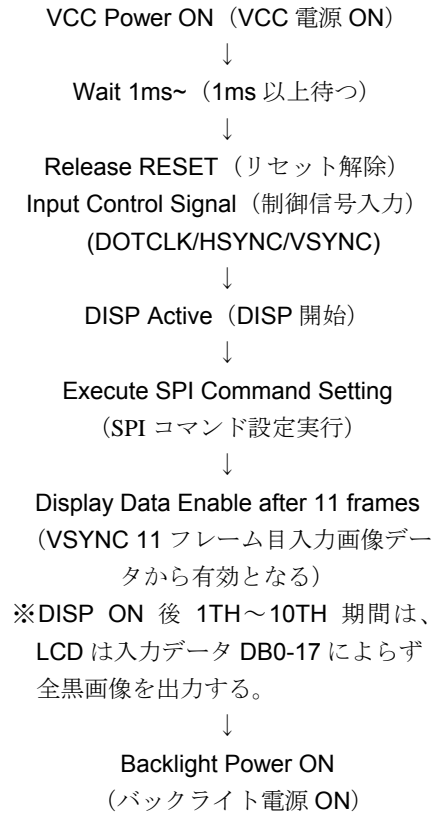 VCC Power ON（VCC 電源 ON）
↓
Wait 1ms~（1ms 以上待つ）
↓
Release RESET（リセット解除）
Input Control Signal（制御信号入力）
(DOTCLK/HSYNC/VSYNC)
↓
DISP Active（DISP 開始）
↓
Execute SPI Command Setting
（SPI コマンド設定実行）
↓
Display Data Enable after 11 frames
（VSYNC 11 フレーム目入力画像デー
タから有効となる）
※DISP ON 後 1TH～10TH 期間は、
LCD は入力データ DB0-17 によらず
全黒画像を出力する。
↓
Backlight Power ON
（バックライト電源 ON）